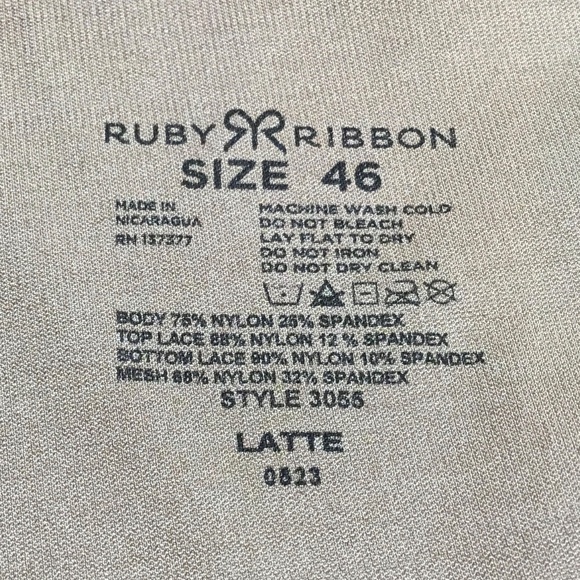 RUBY RIBBON
SIZE 46
MADE IN
NICARAGUA
RN 137377
MACHINE WASH COLD
DO NOT BLEACH
LAY FLAT TO DRY
DO NOT IRON
DO NOT DRY CLEAN
BODY 75% NYLON 25% SPANDEX
TOP LACE 88% NYLON 12 % SPANDEX
BOTTOM LACE 90% NYLON 10% SPANDEX
MESH 68% NYLON 32% SPANDEX
STYLE 3055
LATTE
0523